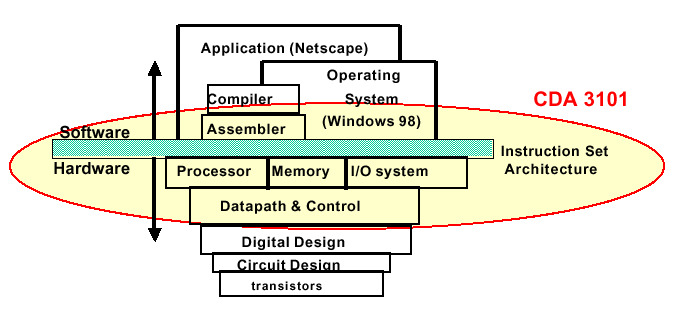 Application (Netscape)
Operating
System
(Windows 98)
CDA 3101
Compiler
Assembler
Software
Hardware
Instruction Set
Architecture
Processor
Memory
I/O system
Datapath & Control
Digital Design
Circuit Design
transistors